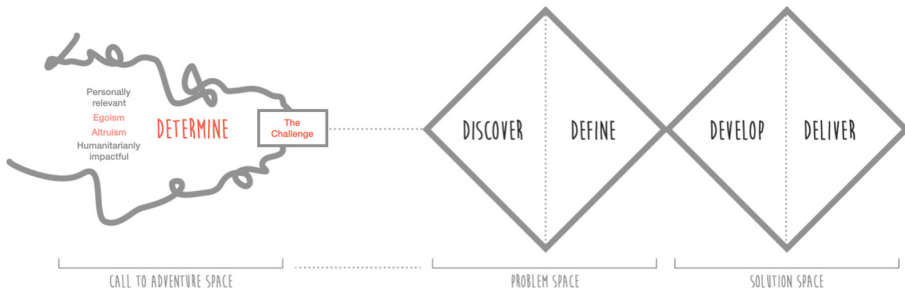 Personally
relevant
Egoism
Altruism
Humanitarianly
impactful
DETERMINE
The
Challenge
DISCOVER
DEFINE
DEVELOP
DELIVER
CALL TO ADVENTURE SPACE
PROBLEM SPACE
SOLUTION SPACE